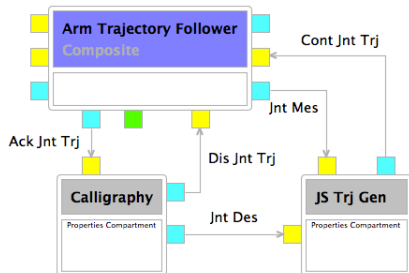 Arm Trajectory Follower
Composite
Cont Jnt Trj
Jnt Mes
Ack Jnt Trj
Dis Jnt Trj
Calligraphy
Properties Compartment
Jnt Des
JS Trj Gen
Properties Compartment